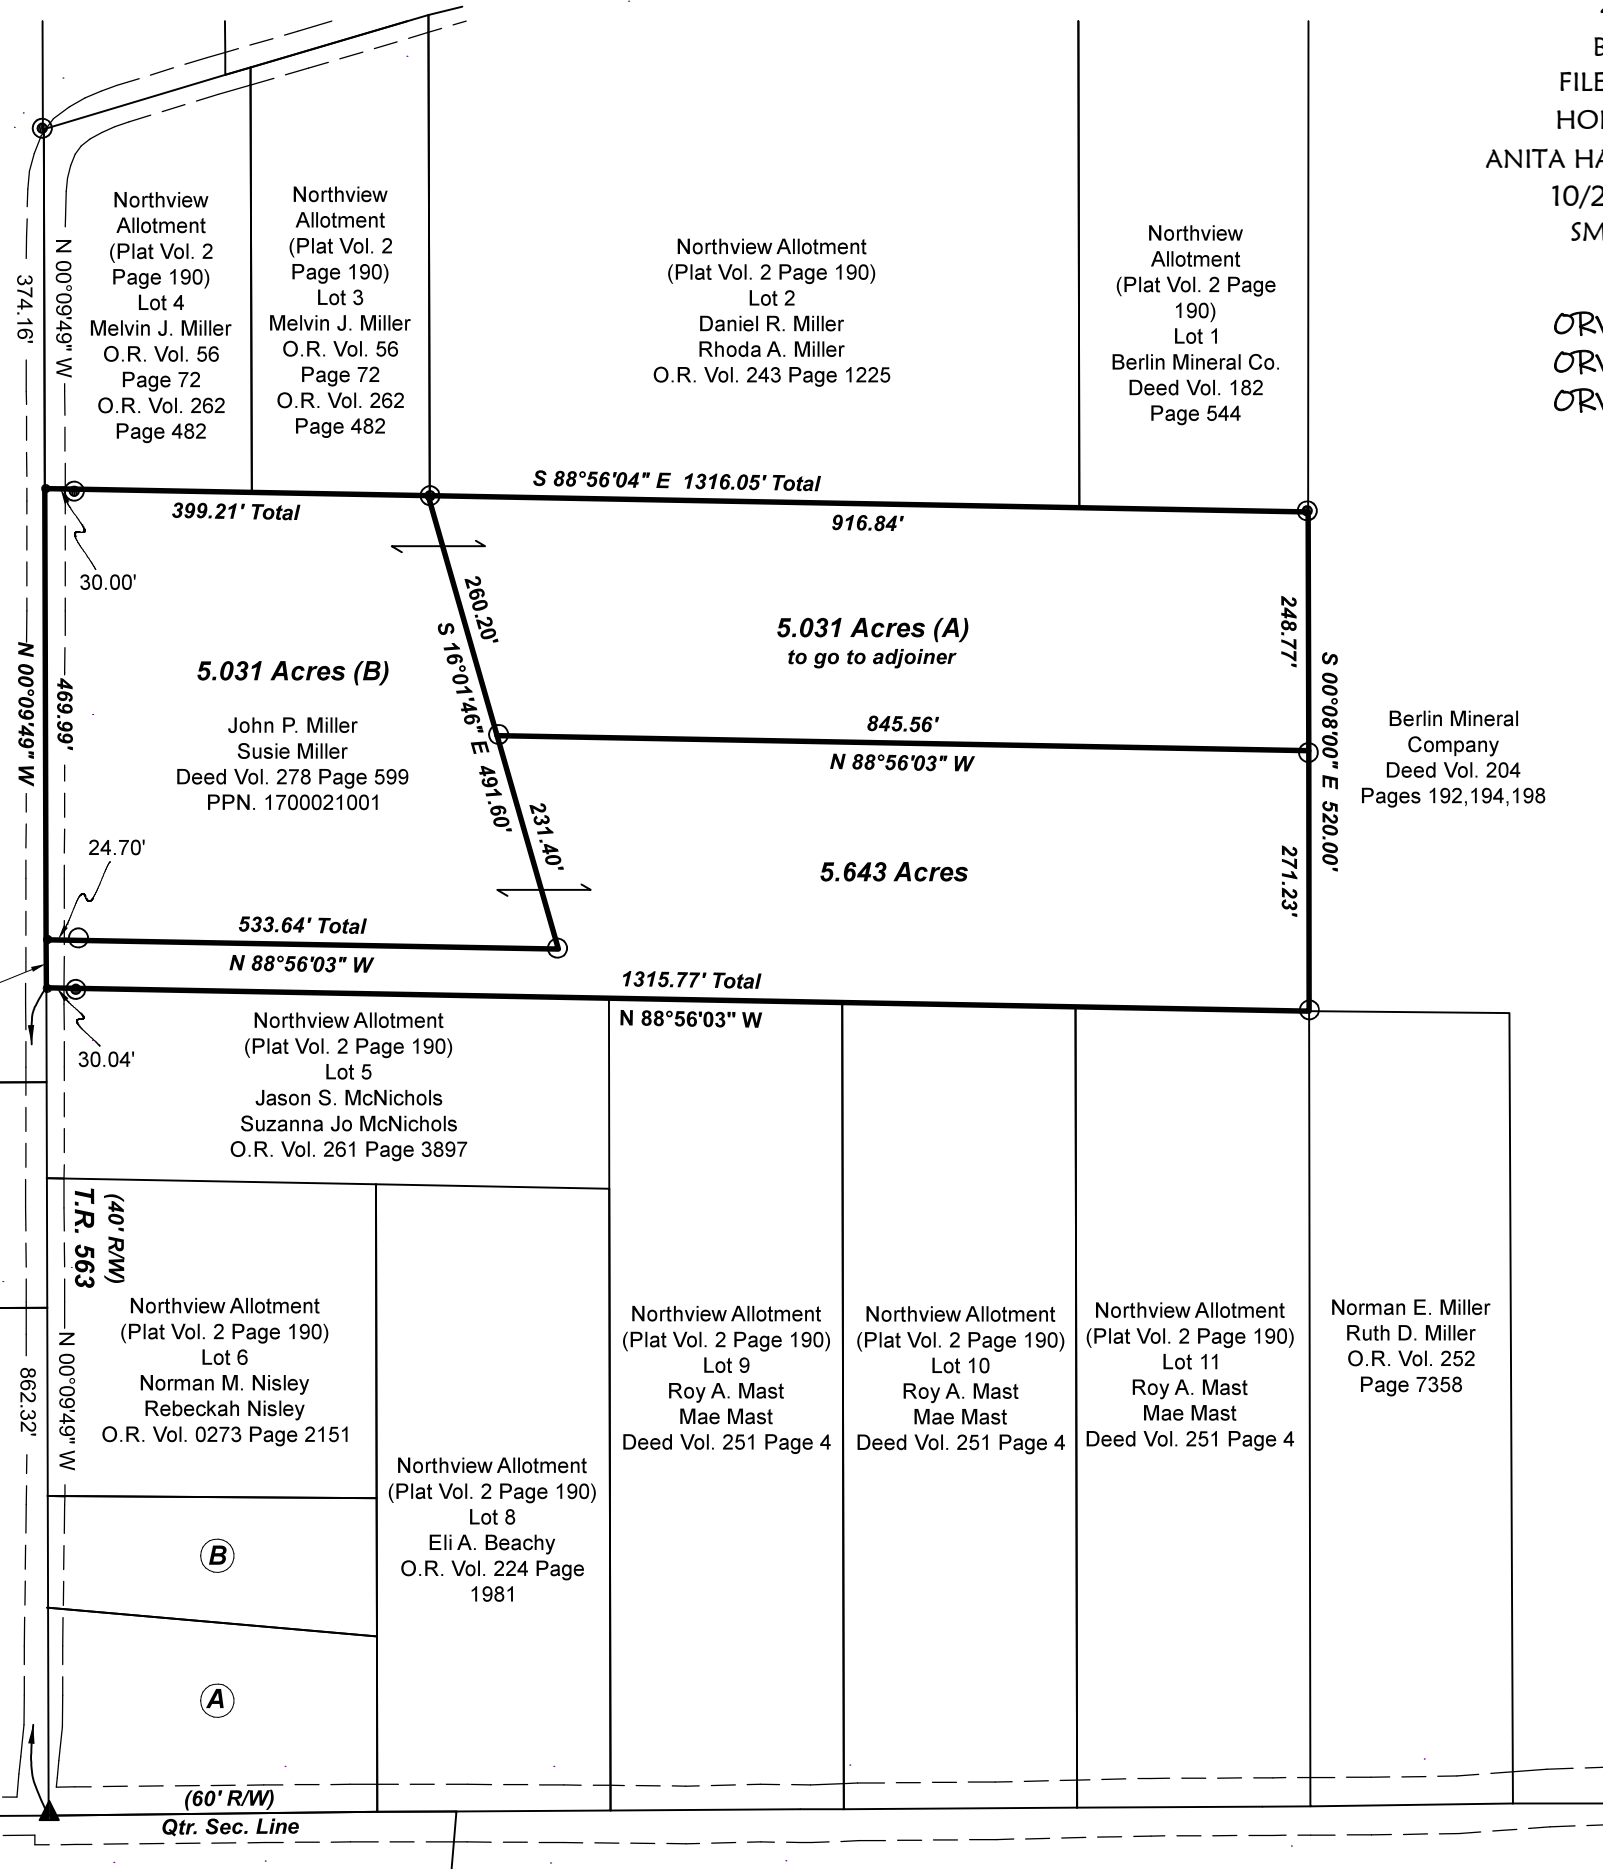 FILE
HO
ANITA HA
10/2
SM
ORV
ORV
ORV
Northview
Allotment
(Plat Vol. 2
Page 190)
Lot 4
Melvin J. Miller
O.R. Vol. 56
Page 72
O.R. Vol. 262
Page 482
Northview
Allotment
(Plat Vol. 2
Page 190)
Lot 3
Melvin J. Miller
O.R. Vol. 56
Page 72
O.R. Vol. 262
Page 482
Northview Allotment
(Plat Vol. 2 Page 190)
Lot 2
Daniel R. Miller
Rhoda A. Miller
O.R. Vol. 243 Page 1225
Northview
Allotment
(Plat Vol. 2 Page
190)
Lot 1
Berlin Mineral Co.
Deed Vol. 182
Page 544
374.16'
N 00°09'49" W
S 88°56'04" E 1316.05' Total
399.21' Total
916.84'
30.00'
260.20'
S 16°01'46" E 491.60'
231.40'
5.031 Acres (A)
to go to adjoiner
248.77'
S 00°08'00" E 520.00'
271.23'
5.031 Acres (B)
John P. Miller
Susie Miller
Deed Vol. 278 Page 599
PPN. 1700021001
N 00°09'49" W
469.99'
845.56'
N 88°56'03" W
Berlin Mineral
Company
Deed Vol. 204
Pages 192,194,198
24.70'
5.643 Acres
533.64' Total
N 88°56'03" W
1315.77' Total
N 88°56'03" W
30.04'
Northview Allotment
(Plat Vol. 2 Page 190)
Lot 5
Jason S. McNichols
Suzanna Jo McNichols
O.R. Vol. 261 Page 3897
T.R. 563
(40' R/W)
Northview Allotment
(Plat Vol. 2 Page 190)
Lot 6
Norman M. Nisley
Rebeckah Nisley
O.R. Vol. 0273 Page 2151
N 00°09'49" W
862.32'
Northview Allotment
(Plat Vol. 2 Page 190)
Lot 8
Eli A. Beachy
O.R. Vol. 224 Page
1981
Northview Allotment
(Plat Vol. 2 Page 190)
Lot 9
Roy A. Mast
Mae Mast
Deed Vol. 251 Page 4
Northview Allotment
(Plat Vol. 2 Page 190)
Lot 10
Roy A. Mast
Mae Mast
Deed Vol. 251 Page 4
Northview Allotment
(Plat Vol. 2 Page 190)
Lot 11
Roy A. Mast
Mae Mast
Deed Vol. 251 Page 4
Norman E. Miller
Ruth D. Miller
O.R. Vol. 252
Page 7358
B
A
(60' R/W)
Qtr. Sec. Line